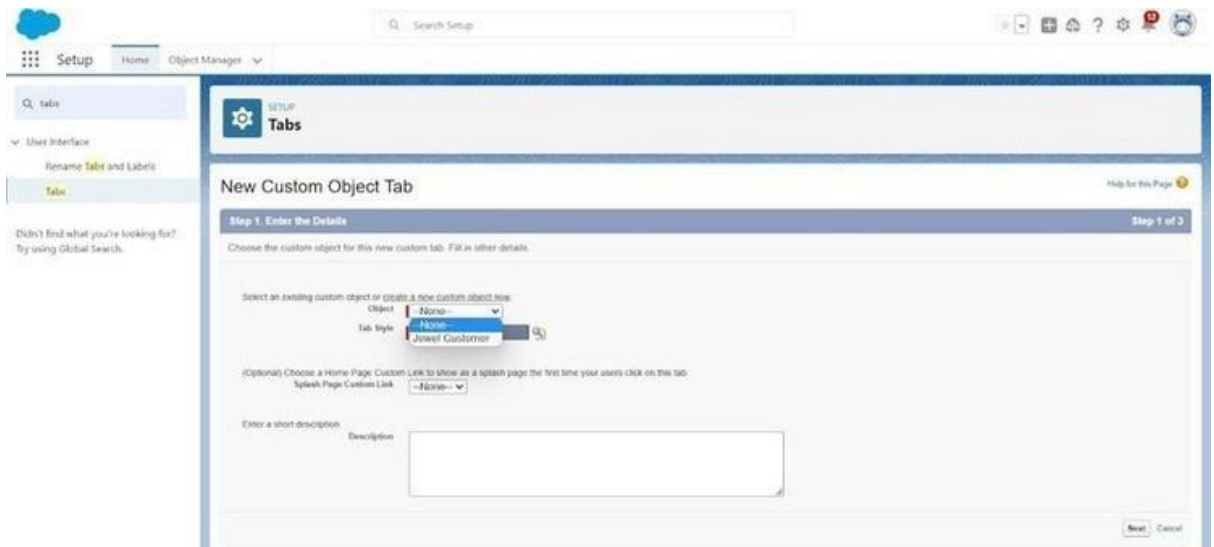 Search Setup
12
Setup
Home
Object Manager
tabs
User Interface
Rename Tabs and Labels
Tabs
Didn't find what you're looking for?
Try using Global Search.
SETUP
Tabs
New Custom Object Tab
Help for this Page
Step 1. Enter the Details
Step 1 of 3
Choose the custom object for this new custom tab. Fill in other details.
Select an existing custom object or create a new custom object now.
Object
--None--
--None--
Jewel Customer
Tab Style
(Optional) Choose a Home Page Custom Link to show as a splash page the first time your users click on this tab.
Splash Page Custom Link
--None--
Enter a short description.
Description
Next
Cancel